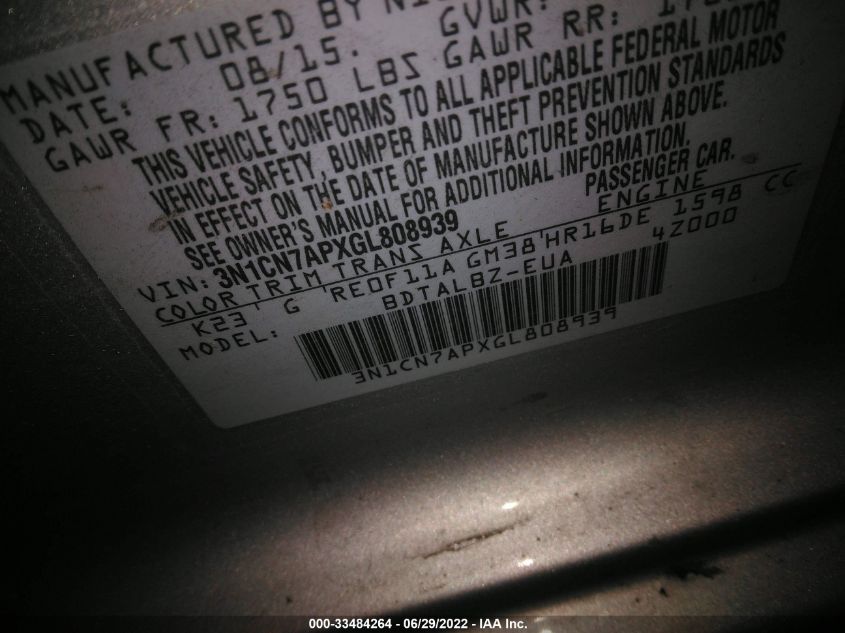 MANUFACTURED BY
DATE: 08/15. GVWR:
GAWR FR: 1750 LBS GAWR RR:
THIS VEHICLE CONFORMS TO ALL APPLICABLE FEDERAL MOTOR
VEHICLE SAFETY, BUMPER AND THEFT PREVENTION STANDARDS
IN EFFECT ON THE DATE OF MANUFACTURE SHOWN ABOVE.
SEE OWNER'S MANUAL FOR ADDITIONAL INFORMATION.
VIN: 3N1CN7APXGL808939 PASSENGER CAR.
COLOR TRIM TRANS AXLE ENGINE
K23 G RE0F11A GM38 HR16DE 1598 CC
MODEL: BDTALBZ-EUA 4Z000
3N1CN7APXGL808939
000-33484264 - 06/29/2022 - IAA Inc.